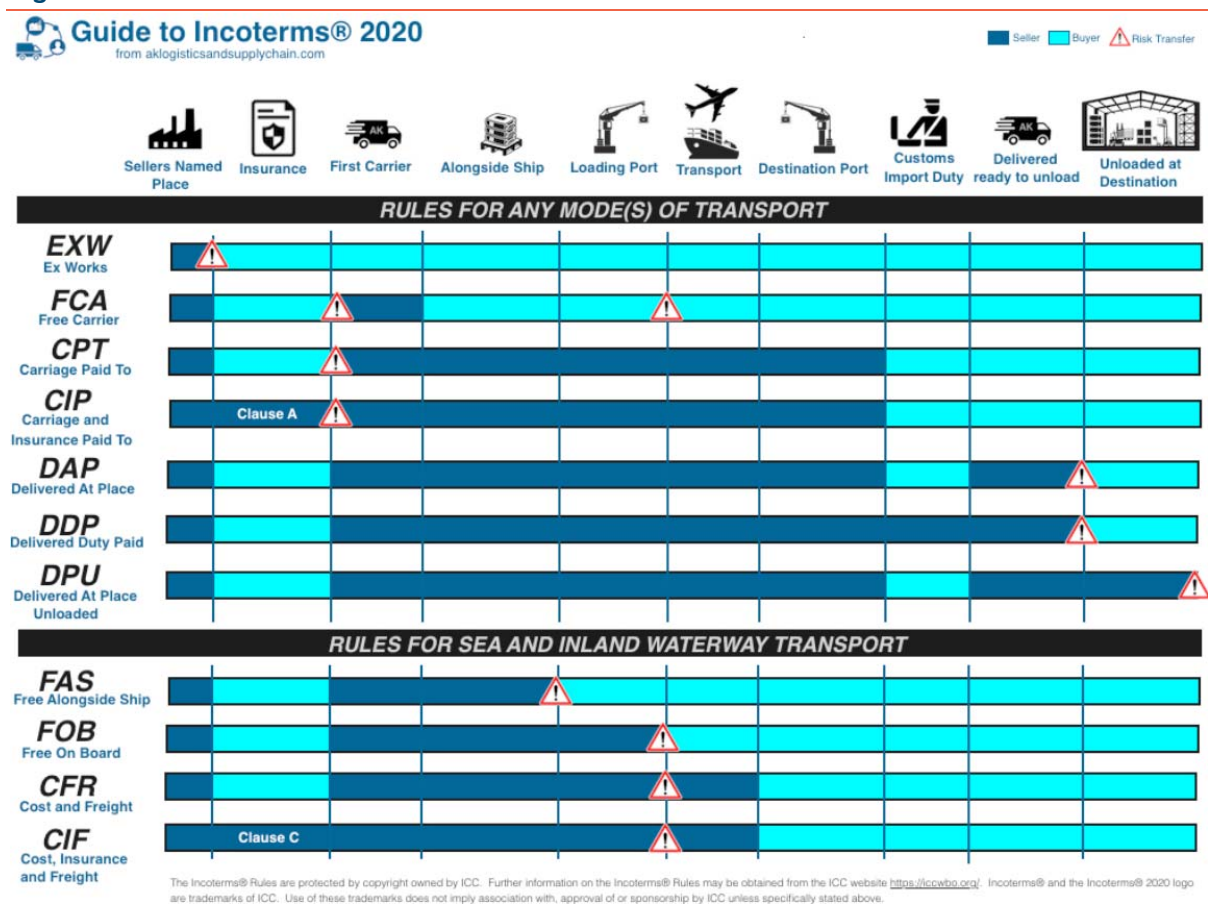 Guide to Incoterms® 2020
from aklogisticsandsupplychain.com
Seller Buyer Risk Transfer
AK
AK
Sellers Named Place
Insurance
First Carrier
Alongside Ship
Loading Port
Transport
Destination Port
Customs Import Duty
Delivered ready to unload
Unloaded at Destination
RULES FOR ANY MODE(S) OF TRANSPORT
EXW
Ex Works
FCA
Free Carrier
CPT
Carriage Paid To
CIP
Carriage and
Insurance Paid To
Clause A
DAP
Delivered At Place
DDP
Delivered Duty Paid
DPU
Delivered At Place
Unloaded
RULES FOR SEA AND INLAND WATERWAY TRANSPORT
FAS
Free Alongside Ship
FOB
Free On Board
CFR
Cost and Freight
CIF
Cost, Insurance
and Freight
Clause C
The Incoterms® Rules are protected by copyright owned by ICC. Further information on the Incoterms® Rules may be obtained from the ICC website https://iccwbo.org/. Incoterms® and the Incoterms® 2020 logo
are trademarks of ICC. Use of these trademarks does not imply association with, approval of or sponsorship by ICC unless specifically stated above.